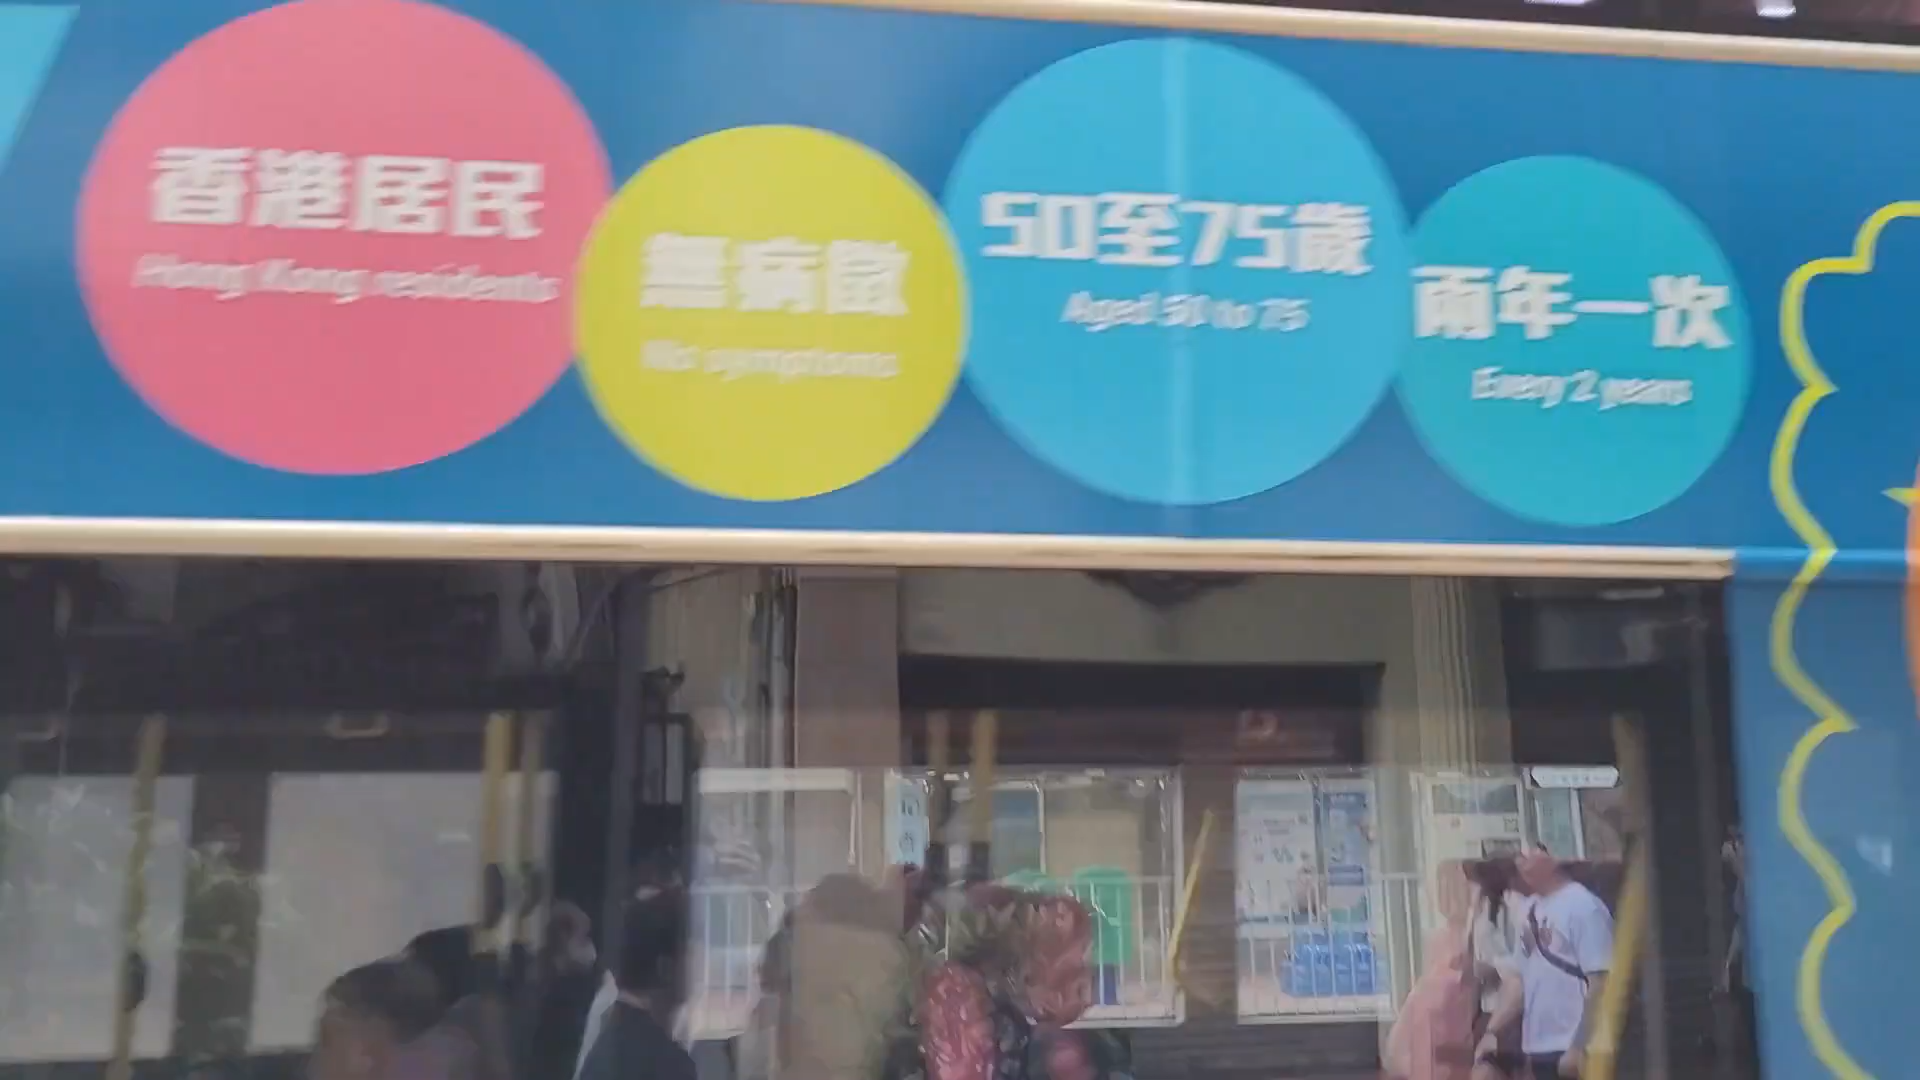 香港居民
Hong Kong residents
無病徵
No symptoms
50至75歲
Aged 50 to 75
兩年一次
Every 2 years